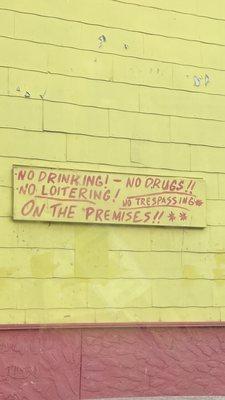 NO DRINKING! - NO DRUGS!!
NO LOITERING! NO TRESPASSING*
ON THE PREMISES!! **